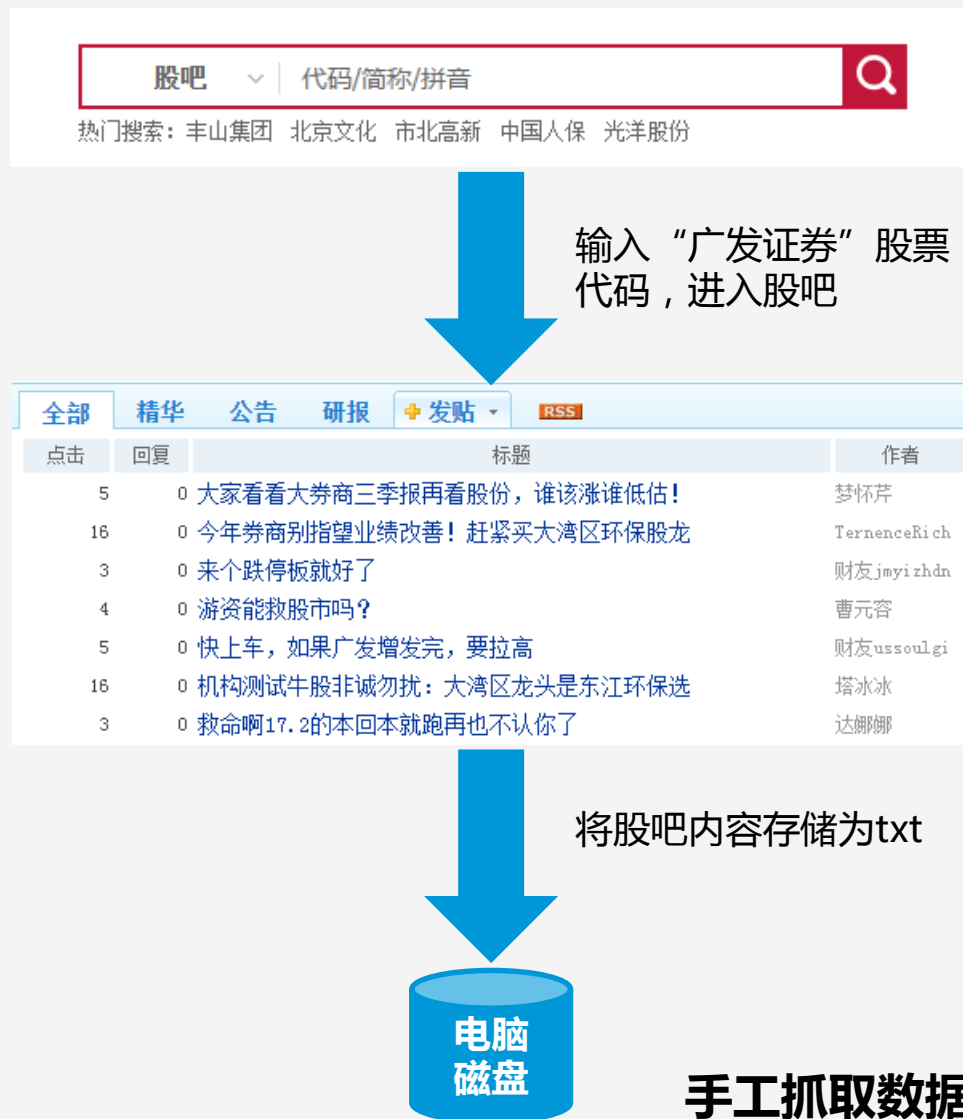 股吧 代码/简称/拼音
热门搜索：丰山集团 北京文化 市北高新 中国人保 光洋股份
输入“广发证券”股票
代码，进入股吧
全部 精华 公告 研报 发贴 RSS
点击 回复 标题 作者
5 0 大家看看大券商三季报再看股份，谁该涨谁低估！ 梦怀芹
16 0 今年券商别指望业绩改善！赶紧买大湾区环保股龙 TernenceRich
3 0 来个跌停板就好了 财友jmyizhdn
4 0 游资能救股市吗？ 曹元容
5 0 快上车，如果广发增发完，要拉高 财友ussoulgi
16 0 机构测试牛股非诚勿扰：大湾区龙头是东江环保选 塔冰冰
3 0 救命啊17.2的本回本就跑再也不认你了 达娜娜
将股吧内容存储为txt
电脑
磁盘
手工抓取数据